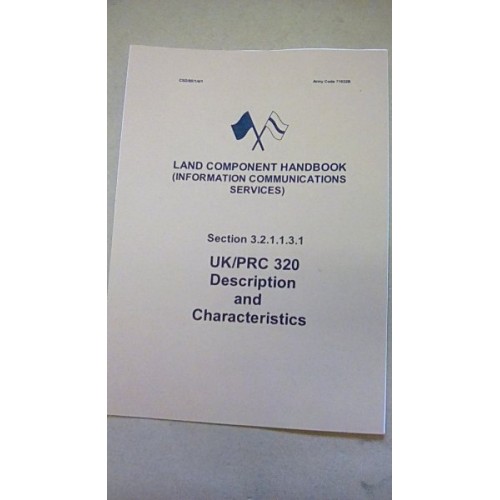 LAND COMPONENT HANDBOOK
(INFORMATION COMMUNICATIONS
SERVICES)
Section 3.2.1.1.3.1
UK/PRC 320
Description
and
Characteristics